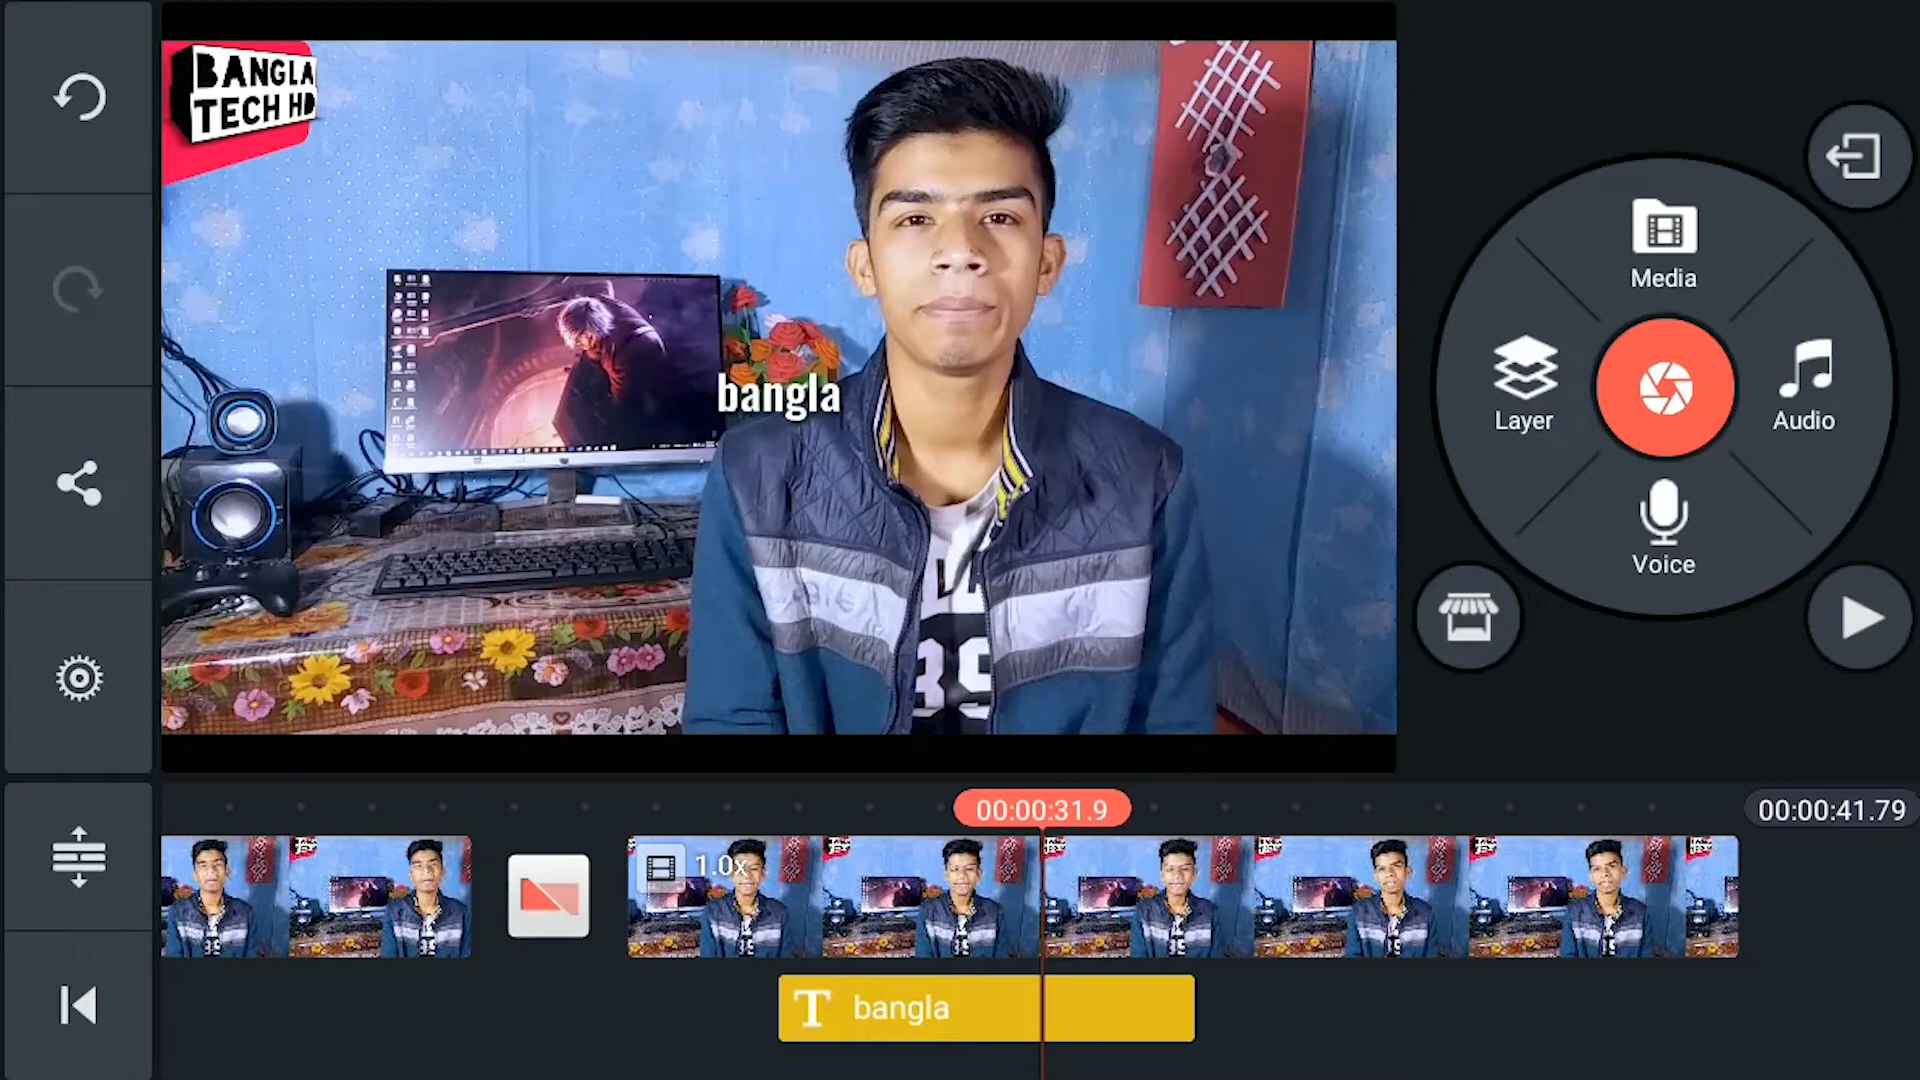 BANGLA
TECH HD
bangla
Media
Layer
Audio
Voice
00:00:31.9
00:00:41.79
1.0x
bangla